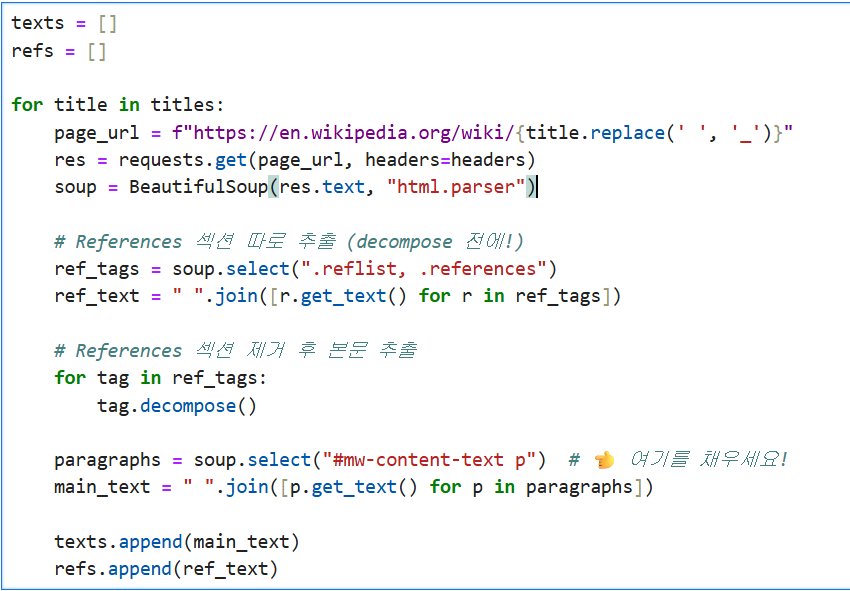 texts = []
refs = []
for title in titles:
    page_url = f"https://en.wikipedia.org/wiki/{title.replace(' ', '_')}"
    res = requests.get(page_url, headers=headers)
    soup = BeautifulSoup(res.text, "html.parser")
    # References 섹션 따로 추출 (decompose 전에!)
    ref_tags = soup.select(".reflist, .references")
    ref_text = " ".join([r.get_text() for r in ref_tags])
    # References 섹션 제거 후 본문 추출
    for tag in ref_tags:
        tag.decompose()
    paragraphs = soup.select("#mw-content-text p")  # 👈 여기를 채우세요!
    main_text = " ".join([p.get_text() for p in paragraphs])
    texts.append(main_text)
    refs.append(ref_text)